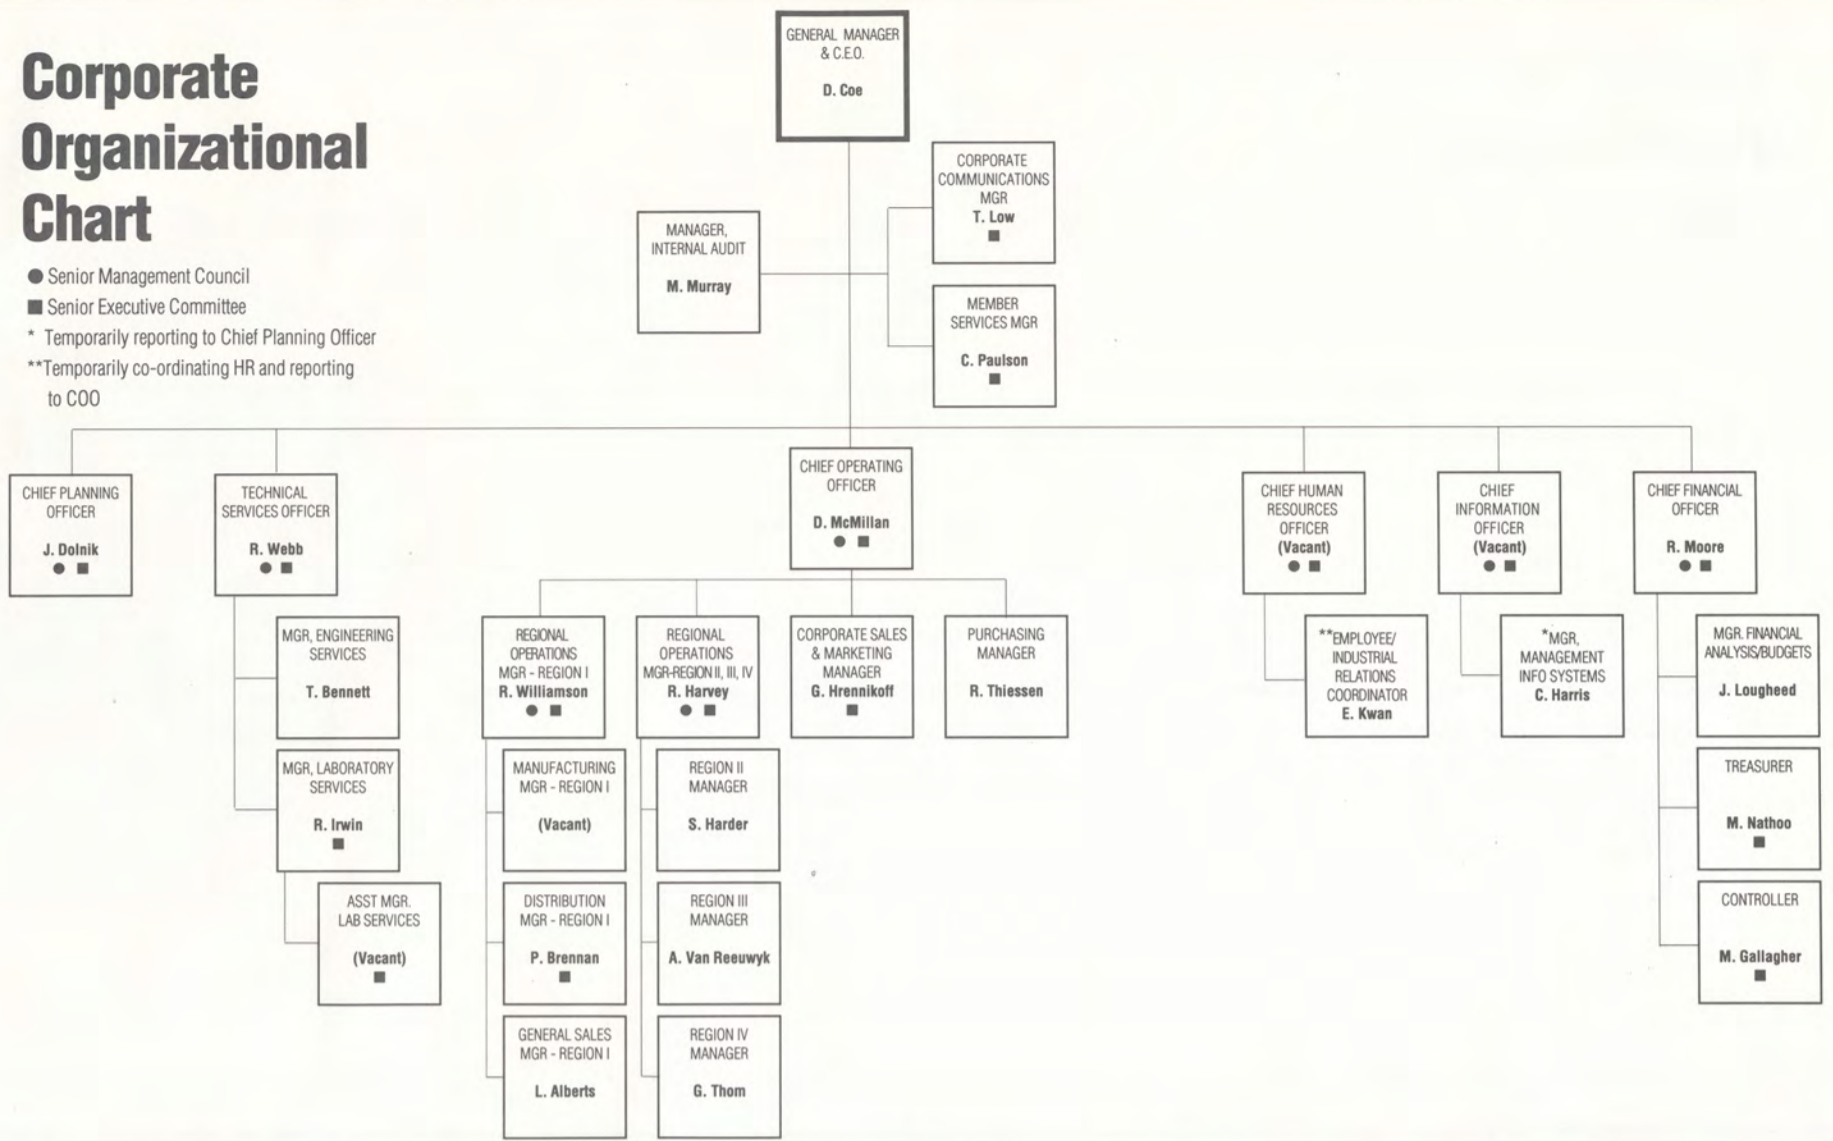 Corporate
Organizational
Chart
● Senior Management Council
■ Senior Executive Committee
* Temporarily reporting to Chief Planning Officer
**Temporarily co-ordinating HR and reporting
to COO
GENERAL MANAGER
& C.E.O.
D. Coe
CORPORATE
COMMUNICATIONS
MGR
T. Low
■
MANAGER,
INTERNAL AUDIT
M. Murray
MEMBER
SERVICES MGR
C. Paulson
■
CHIEF PLANNING
OFFICER
J. Dolnik
● ■
TECHNICAL
SERVICES OFFICER
R. Webb
● ■
CHIEF OPERATING
OFFICER
D. McMillan
● ■
CHIEF HUMAN
RESOURCES
OFFICER
(Vacant)
● ■
CHIEF
INFORMATION
OFFICER
(Vacant)
● ■
CHIEF FINANCIAL
OFFICER
R. Moore
● ■
MGR, ENGINEERING
SERVICES
T. Bennett
REGIONAL
OPERATIONS
MGR - REGION I
R. Williamson
● ■
REGIONAL
OPERATIONS
MGR-REGION II, III, IV
R. Harvey
● ■
CORPORATE SALES
& MARKETING
MANAGER
G. Hrennikoff
■
PURCHASING
MANAGER
R. Thiessen
**EMPLOYEE/
INDUSTRIAL
RELATIONS
COORDINATOR
E. Kwan
*MGR,
MANAGEMENT
INFO SYSTEMS
C. Harris
MGR. FINANCIAL
ANALYSIS/BUDGETS
J. Lougheed
MGR, LABORATORY
SERVICES
R. Irwin
■
MANUFACTURING
MGR - REGION I
(Vacant)
REGION II
MANAGER
S. Harder
TREASURER
M. Nathoo
■
ASST MGR.
LAB SERVICES
(Vacant)
■
DISTRIBUTION
MGR - REGION I
P. Brennan
■
REGION III
MANAGER
A. Van Reeuwyk
CONTROLLER
M. Gallagher
■
GENERAL SALES
MGR - REGION I
L. Alberts
REGION IV
MANAGER
G. Thom